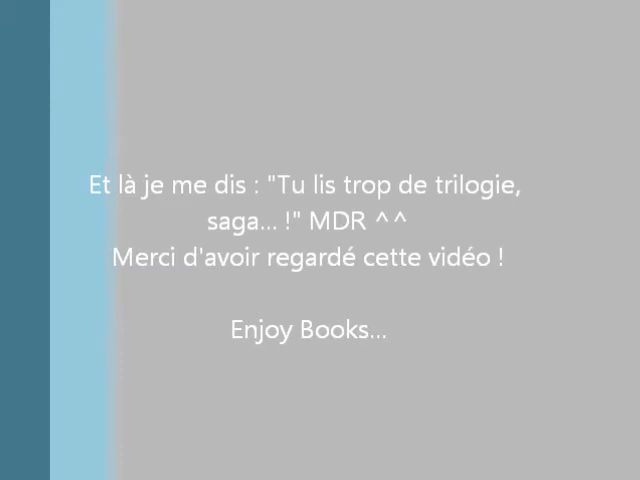 Et là je me dis : "Tu lis trop de trilogie,
saga... !" MDR ^^
Merci d'avoir regardé cette vidéo !
Enjoy Books...